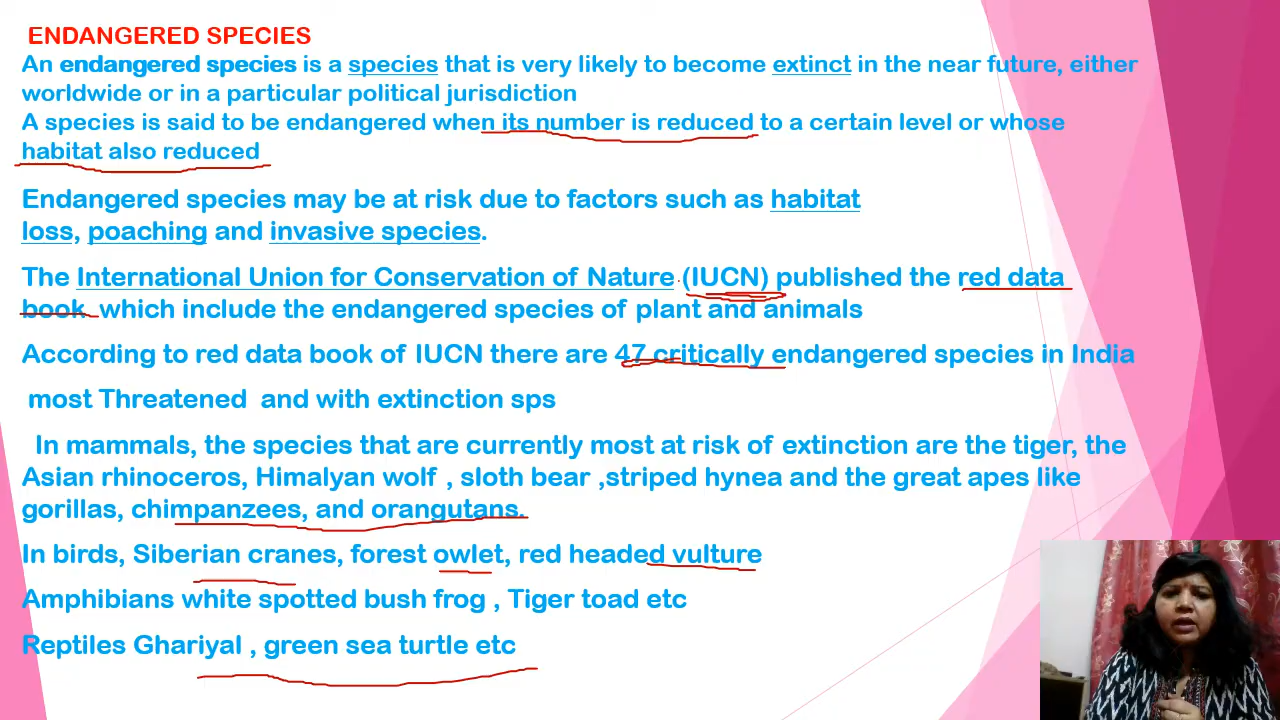 ENDANGERED SPECIES
An endangered species is a species that is very likely to become extinct in the near future, either
worldwide or in a particular political jurisdiction
A species is said to be endangered when its number is reduced to a certain level or whose
habitat also reduced
Endangered species may be at risk due to factors such as habitat
loss, poaching and invasive species.
The International Union for Conservation of Nature (IUCN) published the red data
book which include the endangered species of plant and animals
According to red data book of IUCN there are 47 critically endangered species in India
most Threatened and with extinction sps
In mammals, the species that are currently most at risk of extinction are the tiger, the
Asian rhinoceros, Himalyan wolf , sloth bear ,striped hynea and the great apes like
gorillas, chimpanzees, and orangutans.
In birds, Siberian cranes, forest owlet, red headed vulture
Amphibians white spotted bush frog , Tiger toad etc
Reptiles Ghariyal , green sea turtle etc